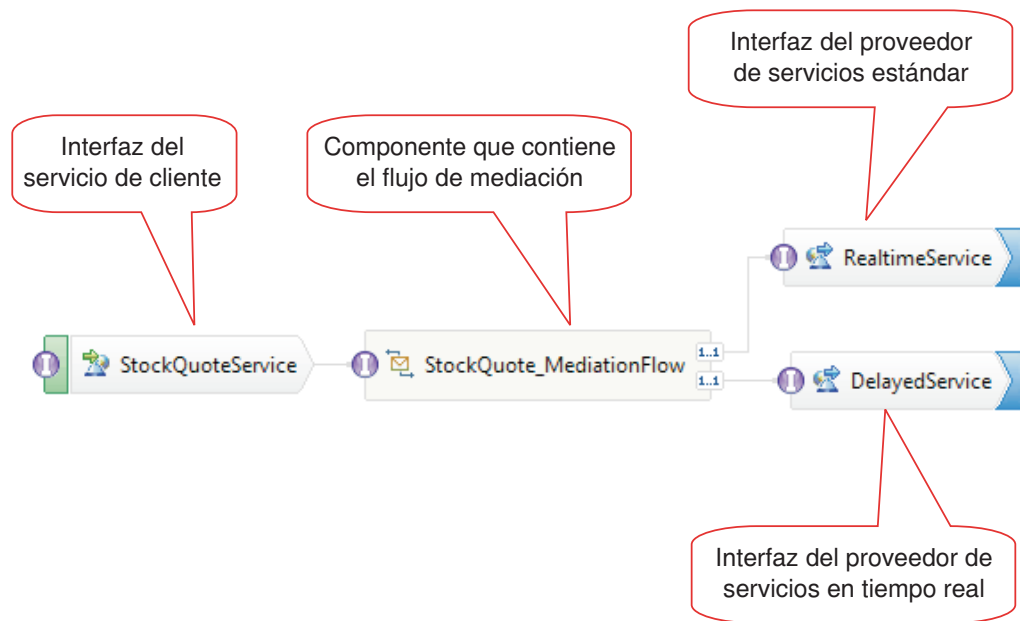 Interfaz del proveedor
de servicios estándar
Interfaz del
servicio de cliente
Componente que contiene
el flujo de mediación
RealtimeService
StockQuoteService
StockQuote_MediationFlow
1..1
1..1
DelayedService
Interfaz del proveedor de
servicios en tiempo real